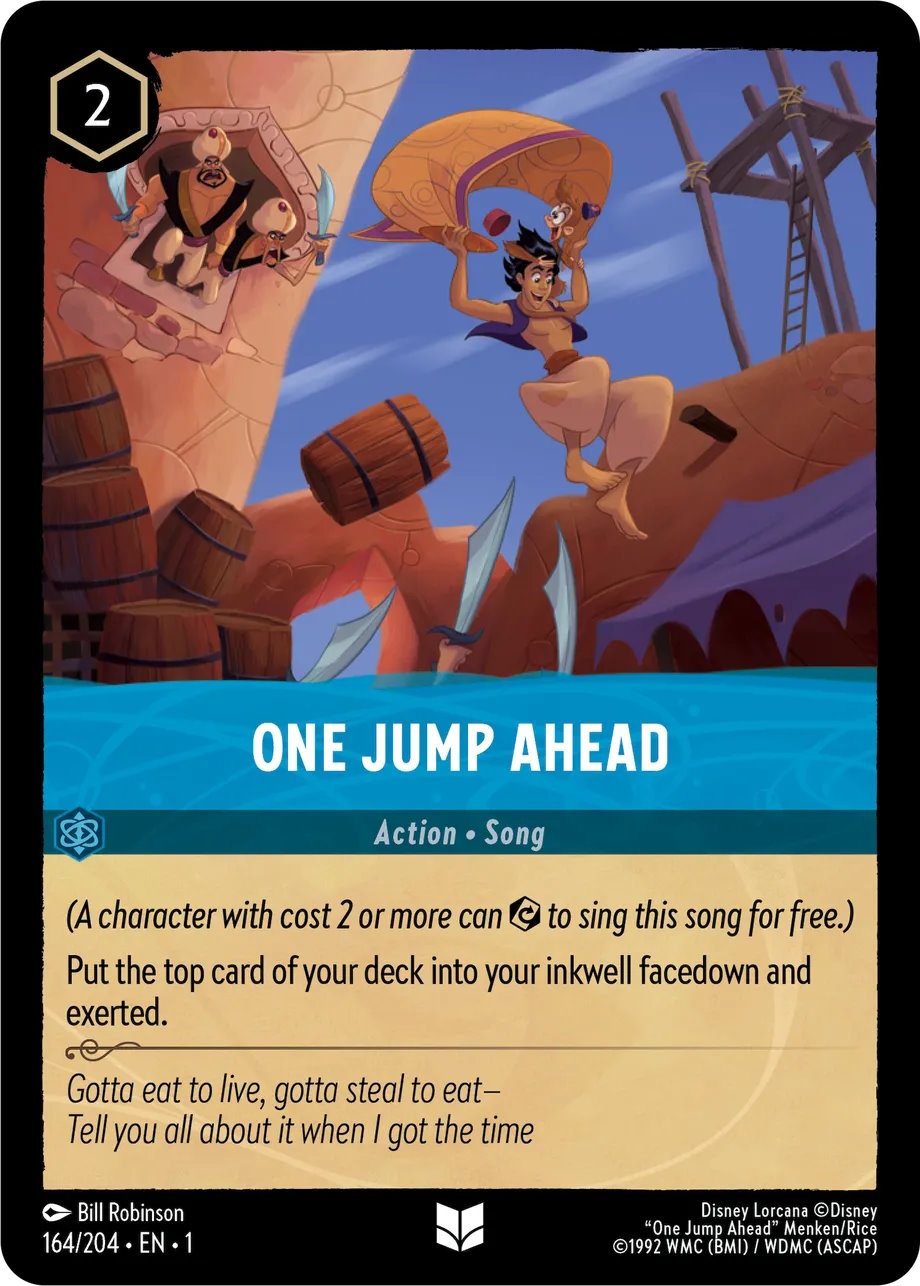 2
ONE JUMP AHEAD
Action • Song
(A character with cost 2 or more can to sing this song for free.)
Put the top card of your deck into your inkwell facedown and
exerted.
Gotta eat to live, gotta steal to eat–
Tell you all about it when I got the time
Bill Robinson
164/204 • EN • 1
Disney Lorcana ©Disney
“One Jump Ahead” Menken/Rice
©1992 WMC (BMI) / WDMC (ASCAP)